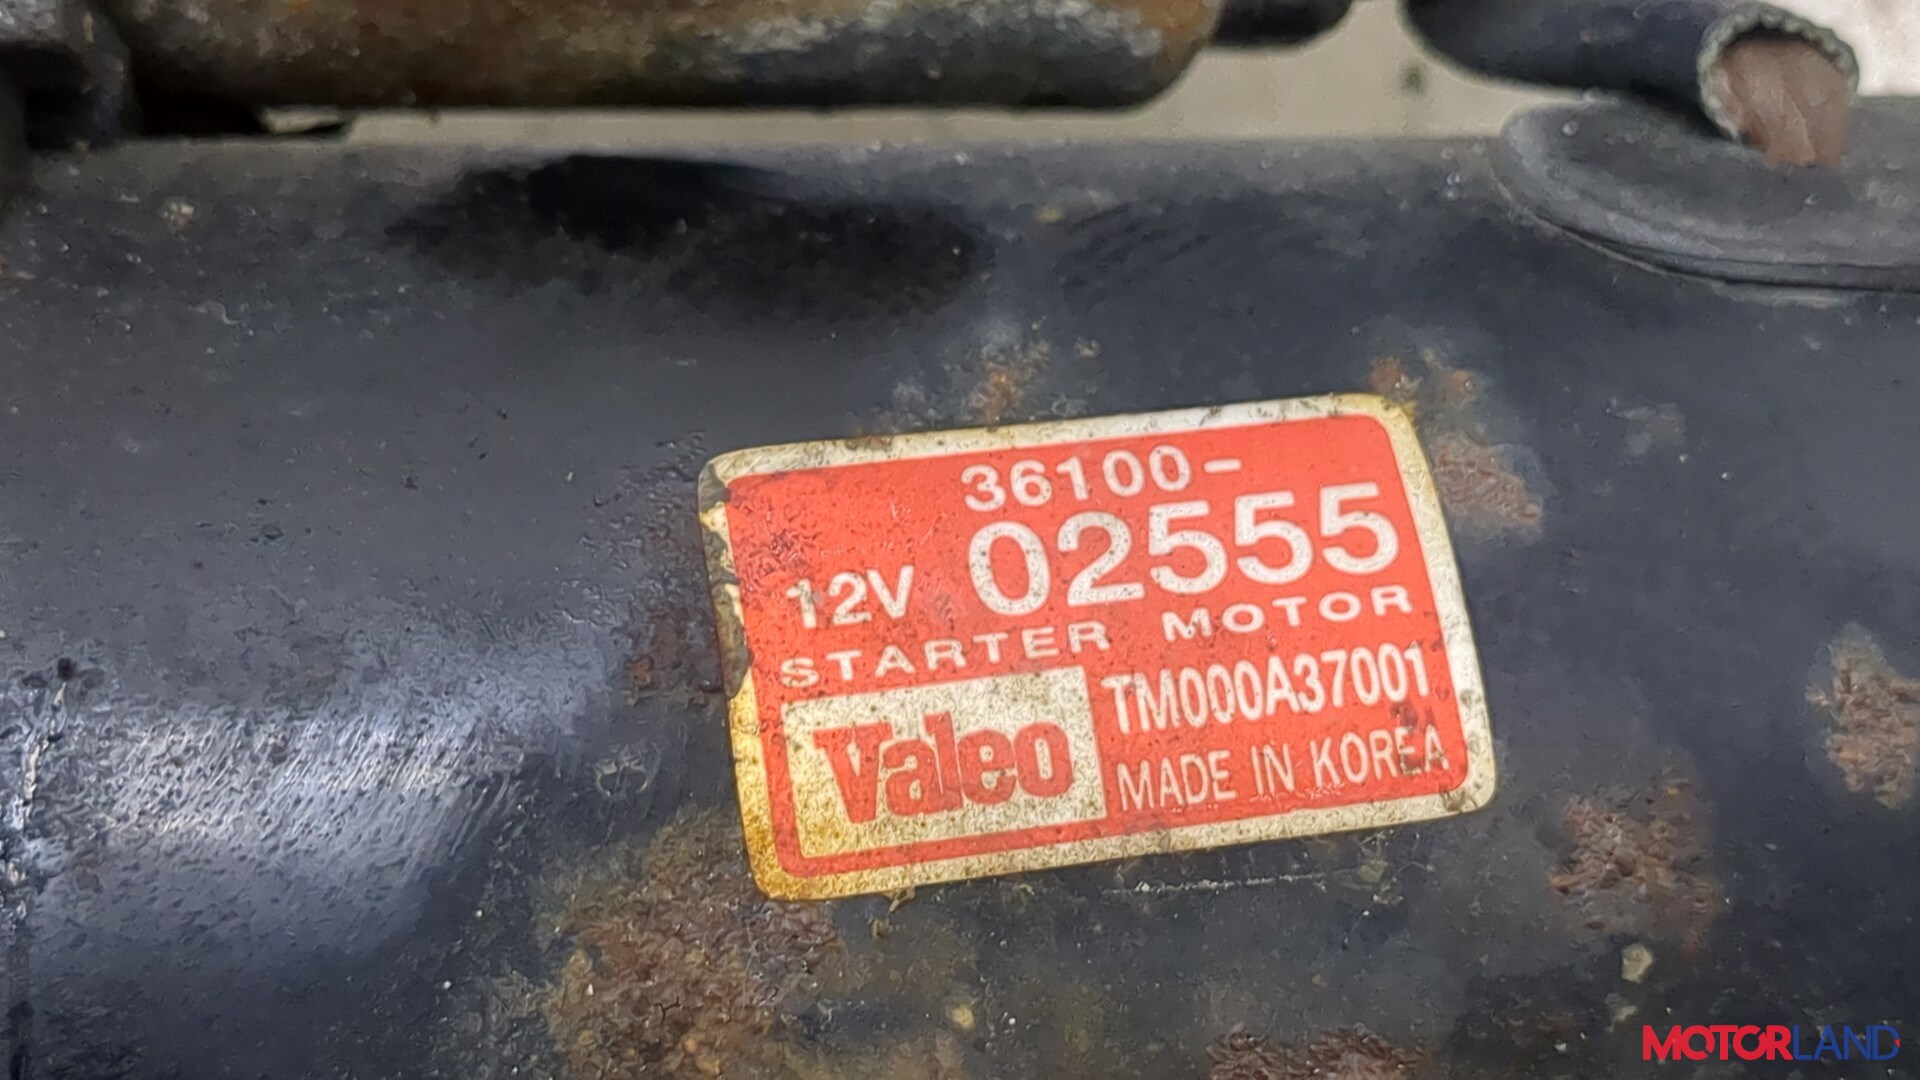 36100-
02555
12V
STARTER MOTOR
Valeo
TM000A37001
MADE IN KOREA
MOTORLAND